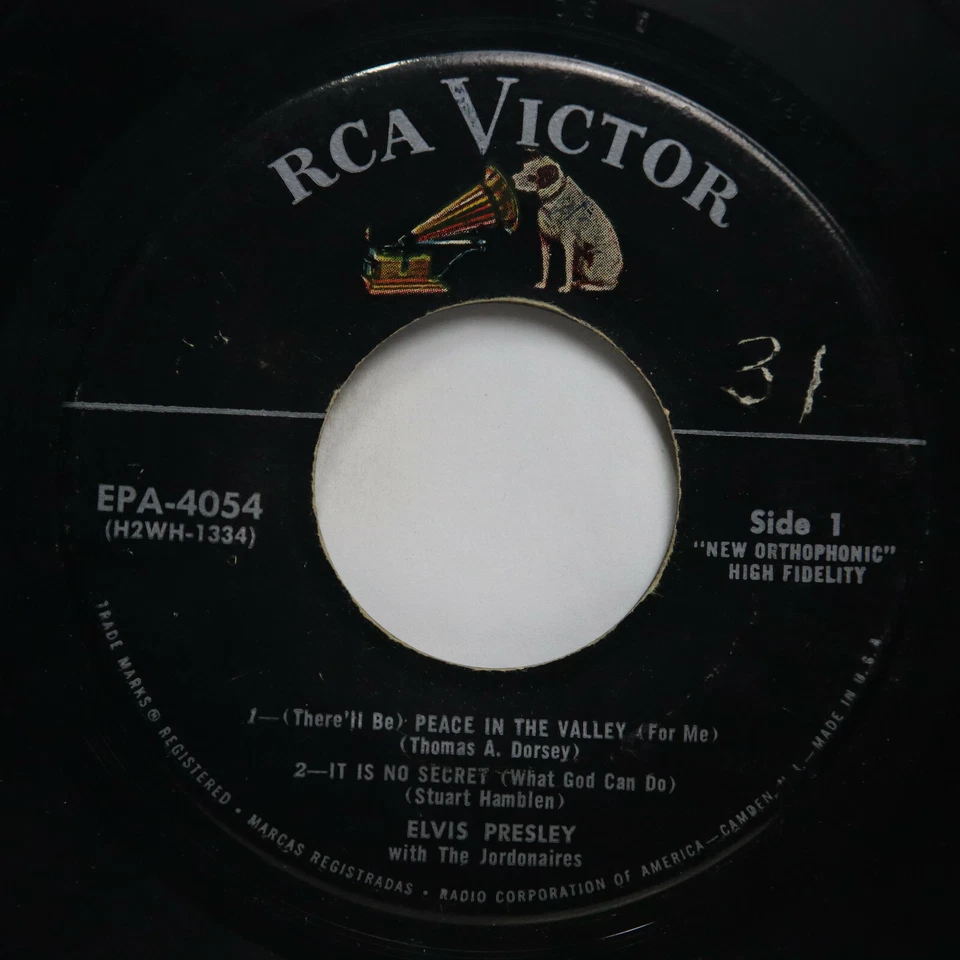 RCA VICTOR
31
EPA-4054
(H2WH-1334)
Side 1
"NEW ORTHOPHONIC"
HIGH FIDELITY
1—(There'll Be) PEACE IN THE VALLEY (For Me)
(Thomas A. Dorsey)
2—IT IS NO SECRET (What God Can Do)
(Stuart Hamblen)
ELVIS PRESLEY
with The Jordonaires
TRADE MARKS ® REGISTERED • MARCAS REGISTRADAS • RADIO CORPORATION OF AMERICA—CAMDEN, N. J.—MADE IN U.S.A.